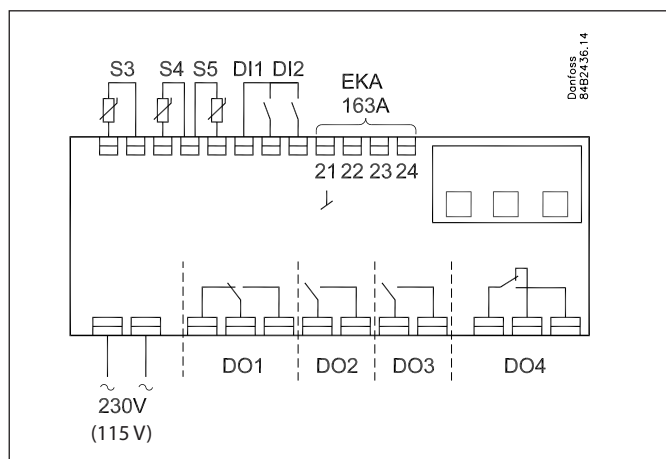 Danfoss
84B2436.14
S3 S4 S5 DI1 DI2
EKA
163A
21 22 23 24
DO1 DO2 DO3 DO4
230V
(115 V)